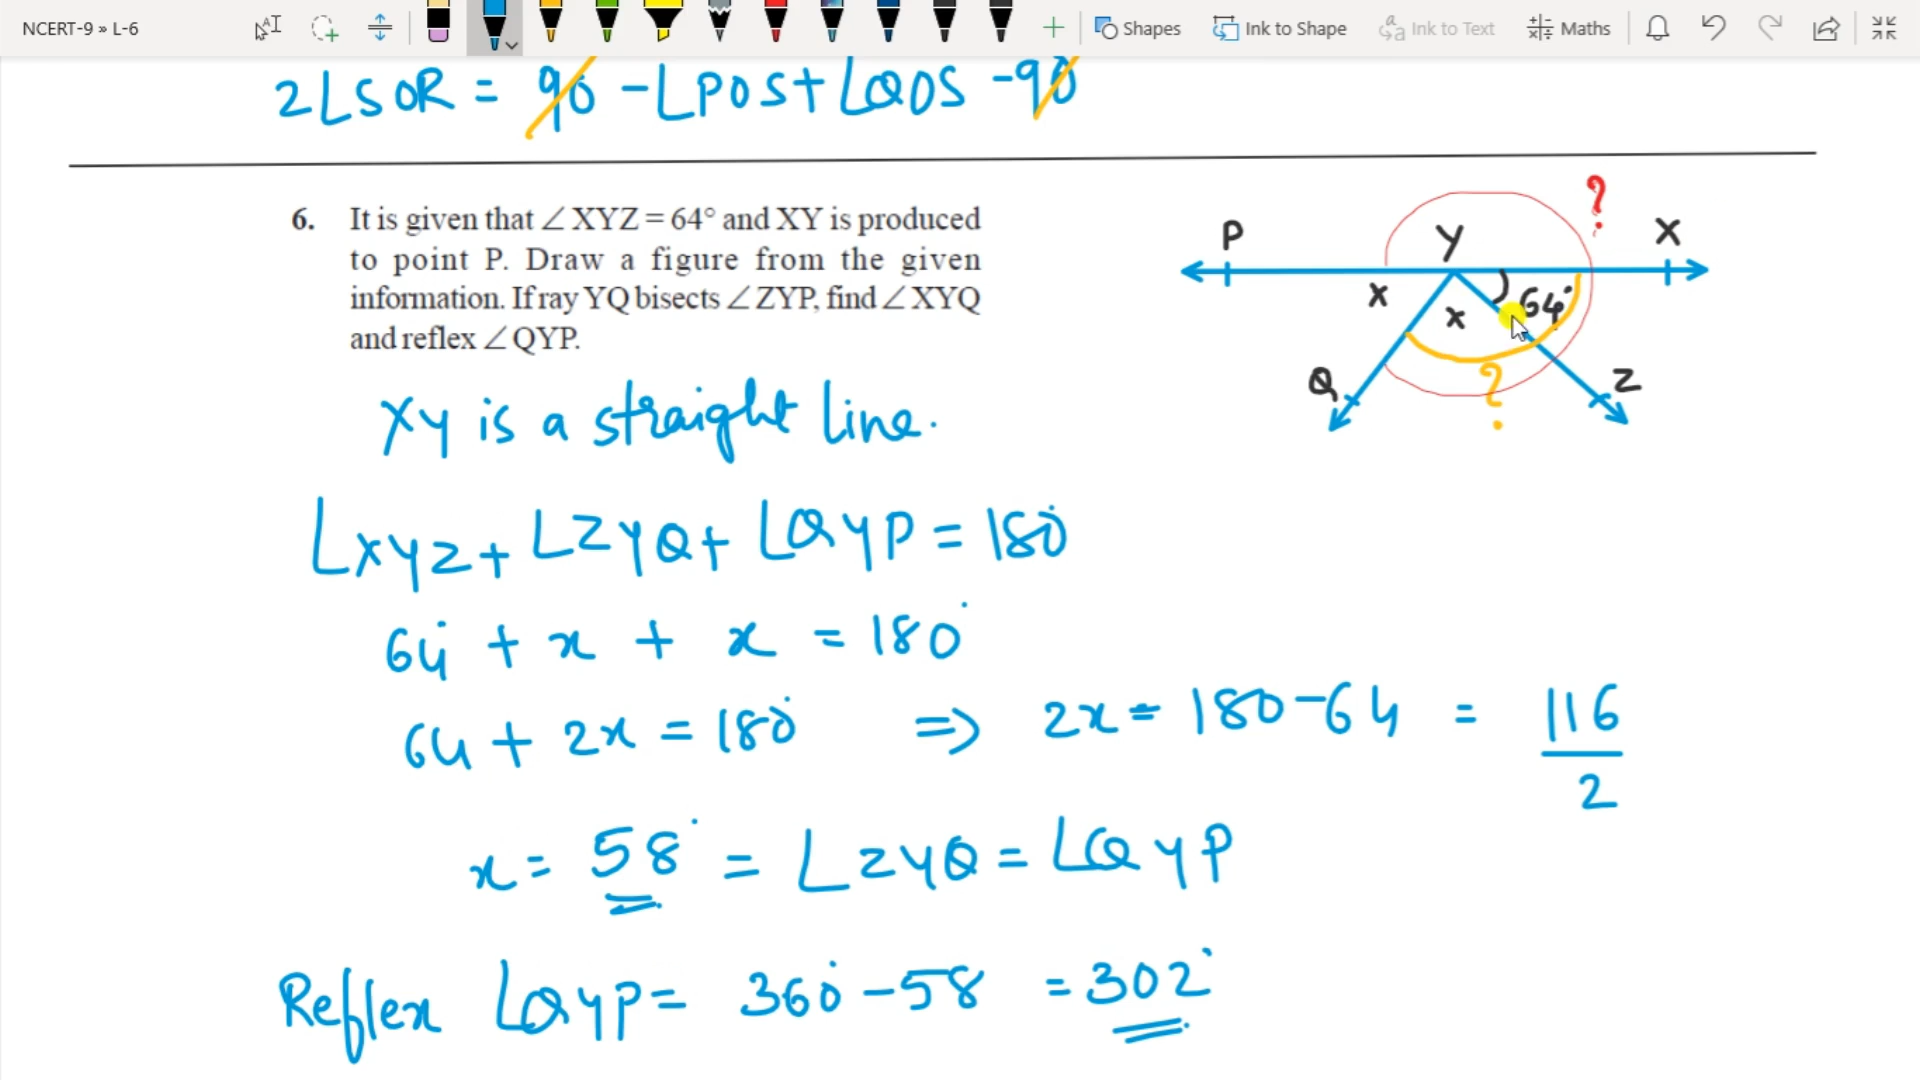 NCERT-9 » L-6
Shapes
Ink to Shape
Ink to Text
Maths
2∠SOR = 90 - ∠POS + ∠QOS - 90
6. It is given that ∠XYZ = 64° and XY is produced
to point P. Draw a figure from the given
information. If ray YQ bisects ∠ZYP, find ∠XYQ
and reflex ∠QYP.
P
Y
?
X
x
x
64°
Q
?
Z
XY is a straight line.
∠XYZ + ∠ZYQ + ∠QYP = 180°
64° + x + x = 180°
64 + 2x = 180° => 2x = 180 - 64 = 116
2
x = 58° = ∠ZYQ = ∠QYP
Reflex ∠QYP = 360° - 58 = 302°